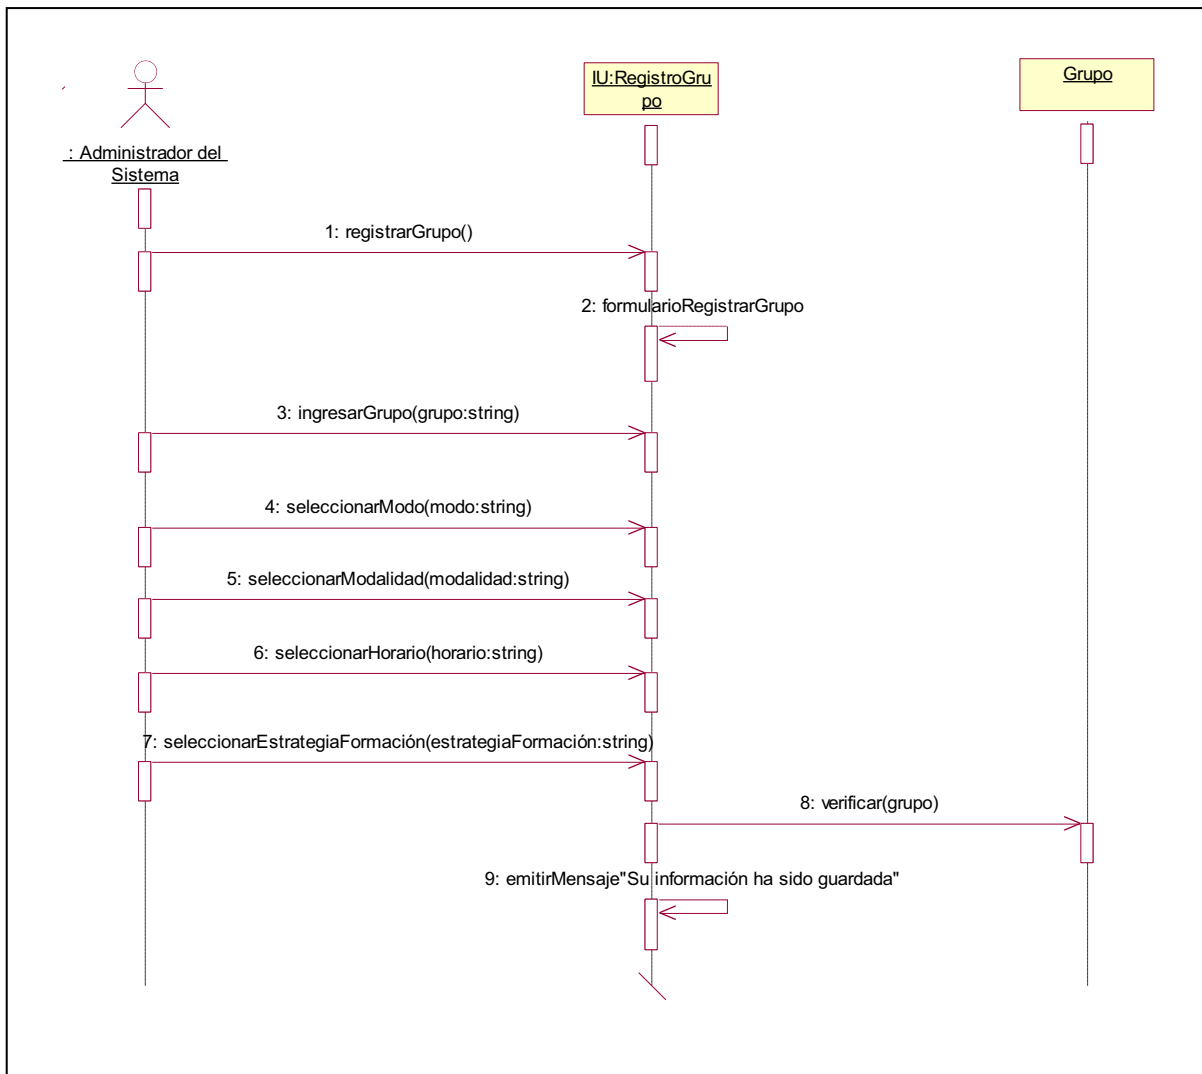 : Administrador del
Sistema
IU:RegistroGru
po
Grupo
1: registrarGrupo()
2: formularioRegistrarGrupo
3: ingresarGrupo(grupo:string)
4: seleccionarModo(modo:string)
5: seleccionarModalidad(modalidad:string)
6: seleccionarHorario(horario:string)
7: seleccionarEstrategiaFormación(estrategiaFormación:string)
8: verificar(grupo)
9: emitirMensaje"Su información ha sido guardada"